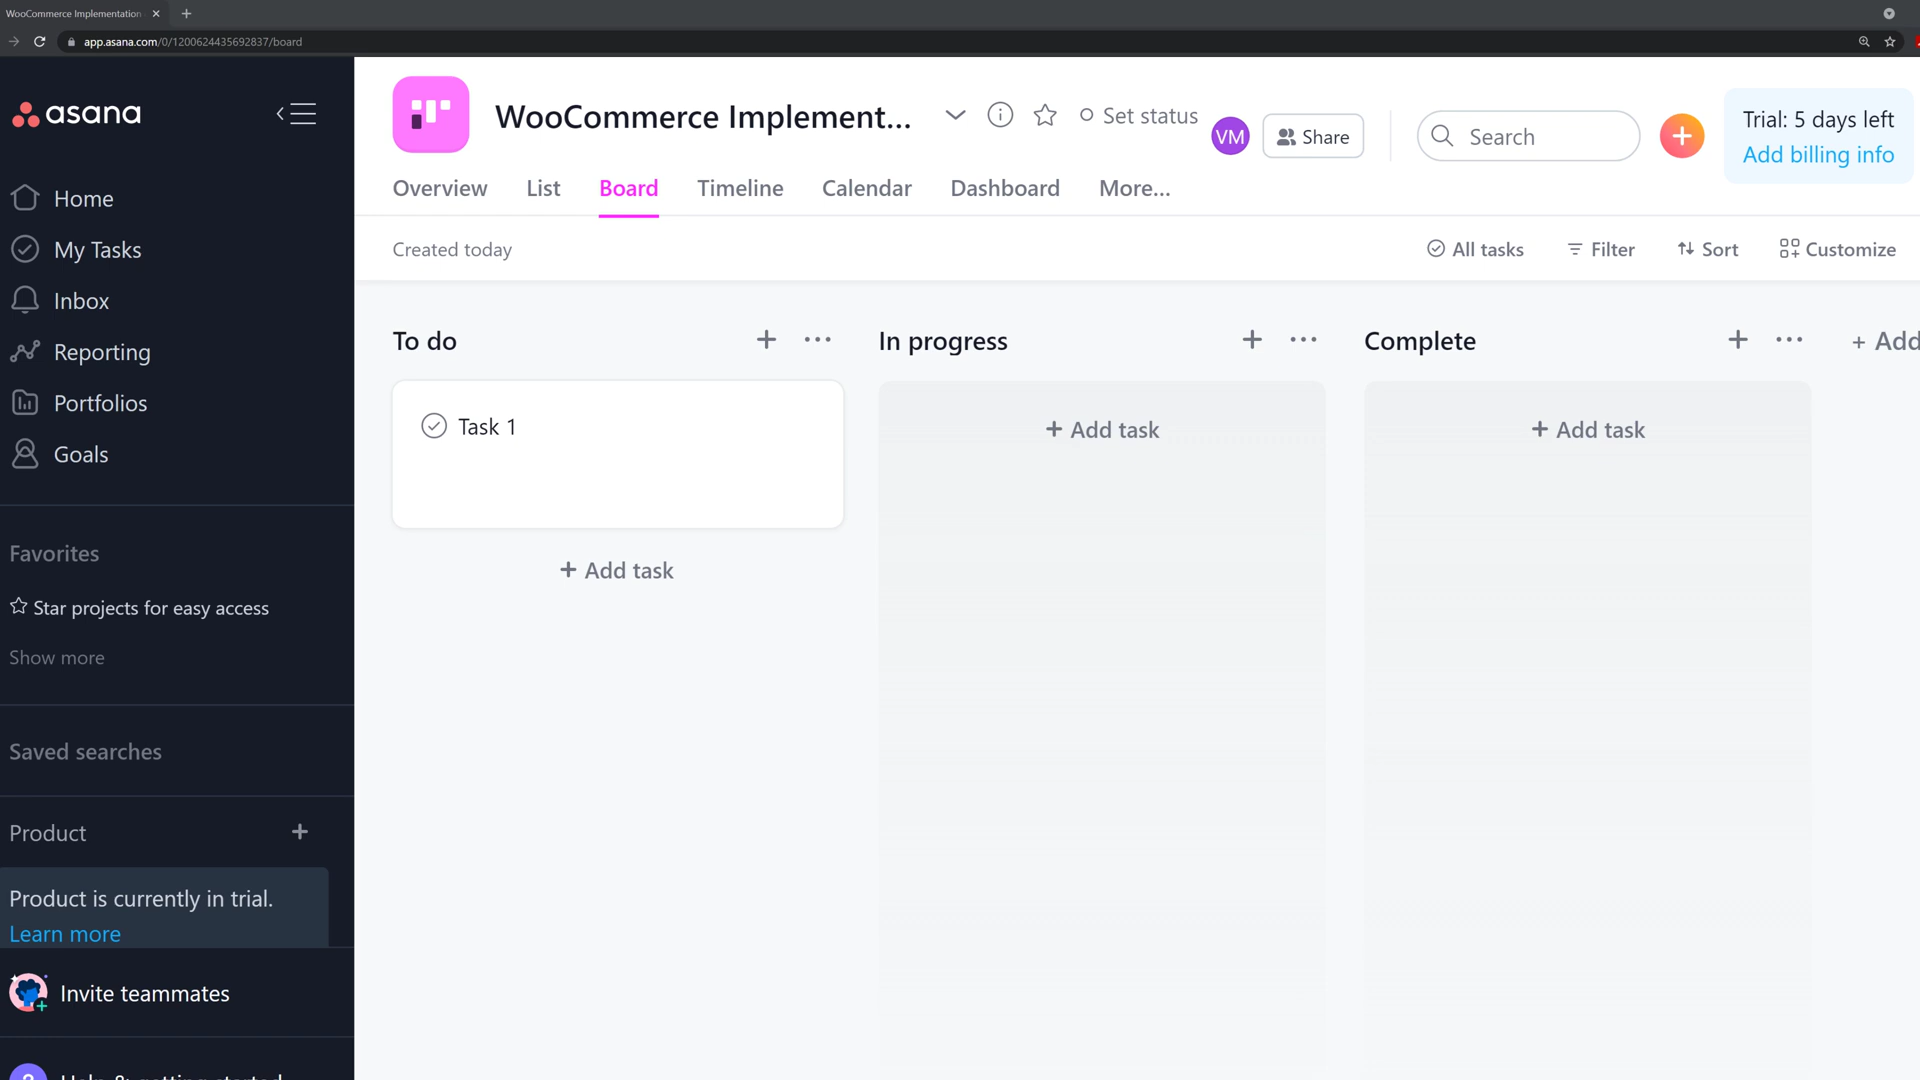 WooCommerce Implementation
app.asana.com/0/1200624435692837/board
asana
Home
My Tasks
Inbox
Reporting
Portfolios
Goals
Favorites
Star projects for easy access
Show more
Saved searches
Product
Product is currently in trial.
Learn more
Invite teammates
WooCommerce Implement...
Set status
VM
Share
Search
Trial: 5 days left
Add billing info
Overview
List
Board
Timeline
Calendar
Dashboard
More...
Created today
All tasks
Filter
Sort
Customize
To do
Task 1
+ Add task
In progress
+ Add task
Complete
+ Add task
+ Add